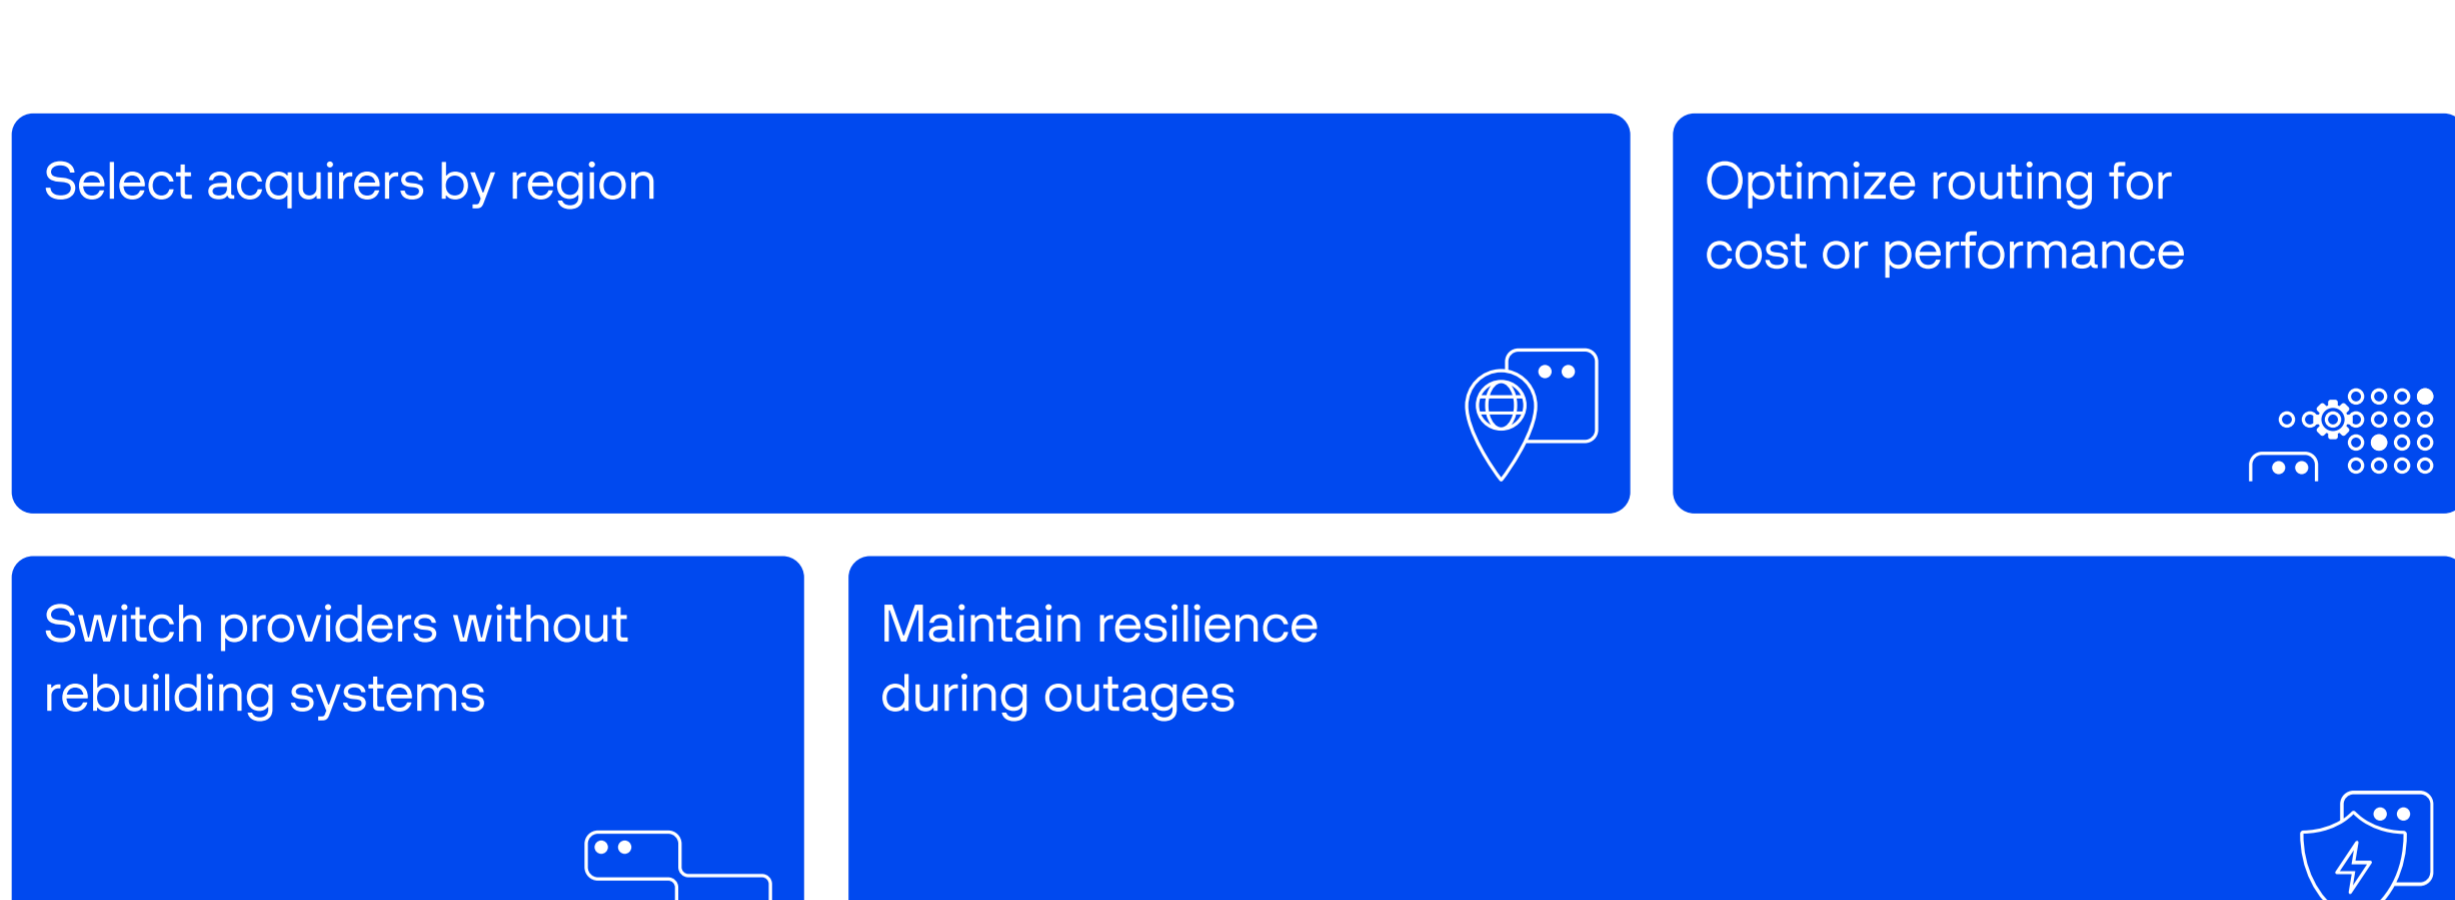 Select acquirers by region
Optimize routing for
cost or performance
Switch providers without
rebuilding systems
Maintain resilience
during outages